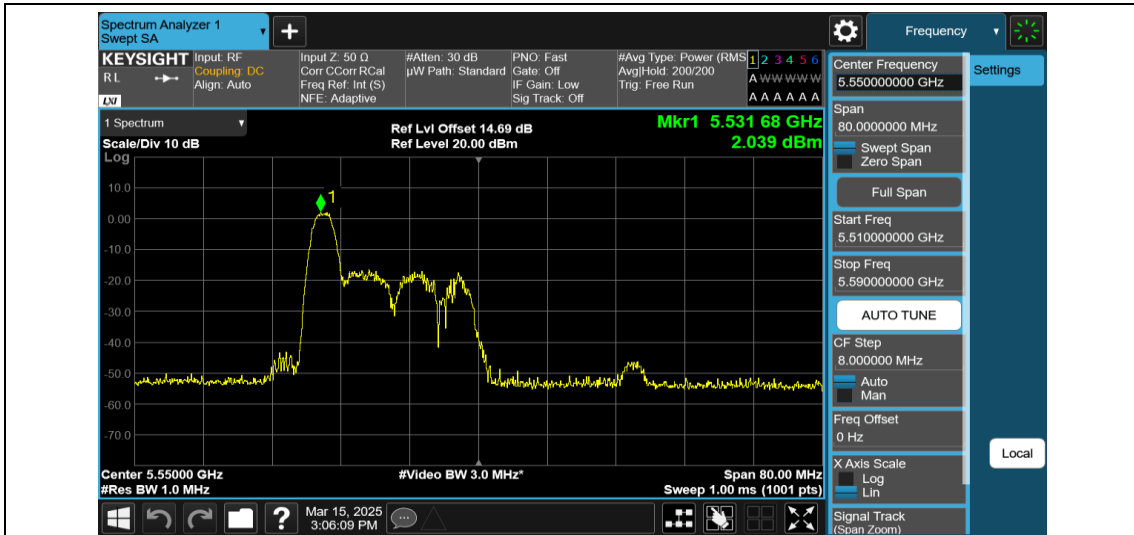 Spectrum Analyzer 1
Swept SA
Frequency
KEYSIGHT
R L
LXI
Input: RF
Coupling: DC
Align: Auto
Input Z: 50 Ω
Corr CCorr RCal
Freq Ref: Int (S)
NFE: Adaptive
#Atten: 30 dB
µW Path: Standard
PNO: Fast
Gate: Off
IF Gain: Low
Sig Track: Off
#Avg Type: Power (RMS
Avg|Hold: 200/200
Trig: Free Run
1 2 3 4 5 6
A W W W W W
A A A A A A
1 Spectrum
Scale/Div 10 dB
Log
Ref Lvl Offset 14.69 dB
Ref Level 20.00 dBm
Mkr1 5.531 68 GHz
2.039 dBm
1
10.0
0.00
-10.0
-20.0
-30.0
-40.0
-50.0
-60.0
-70.0
Center 5.55000 GHz
#Res BW 1.0 MHz
#Video BW 3.0 MHz*
Span 80.00 MHz
Sweep 1.00 ms (1001 pts)
Mar 15, 2025
3:06:09 PM
Center Frequency
5.550000000 GHz
Span
80.0000000 MHz
Swept Span
Zero Span
Full Span
Start Freq
5.510000000 GHz
Stop Freq
5.590000000 GHz
AUTO TUNE
CF Step
8.000000 MHz
Auto
Man
Freq Offset
0 Hz
X Axis Scale
Log
Lin
Signal Track
(Span Zoom)
Settings
Local